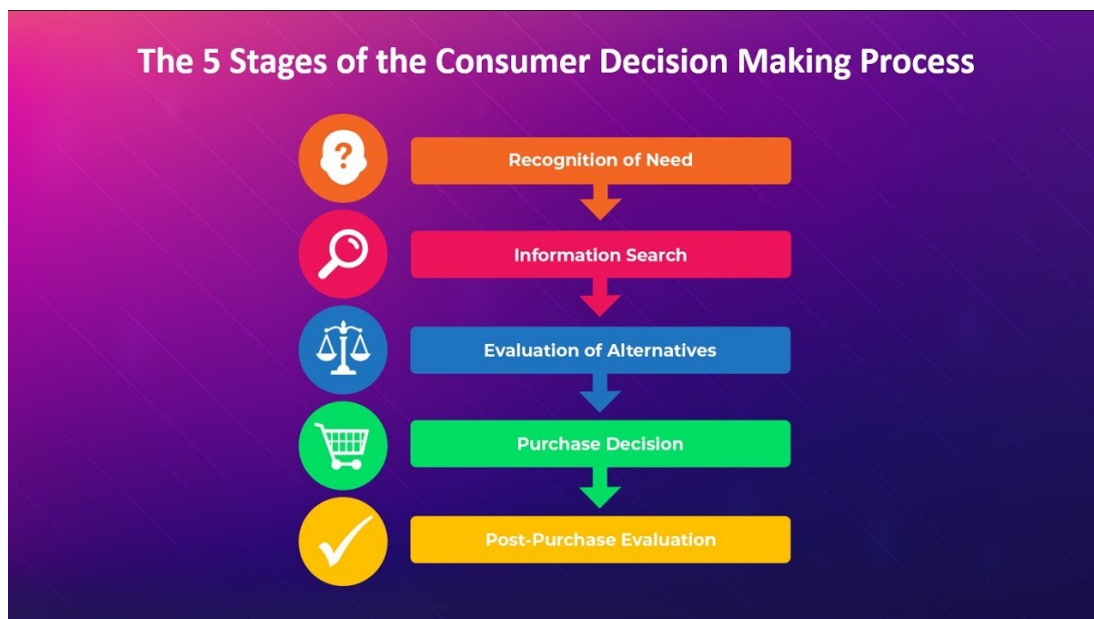 The 5 Stages of the Consumer Decision Making Process
?
Recognition of Need
Information Search
Evaluation of Alternatives
Purchase Decision
Post-Purchase Evaluation